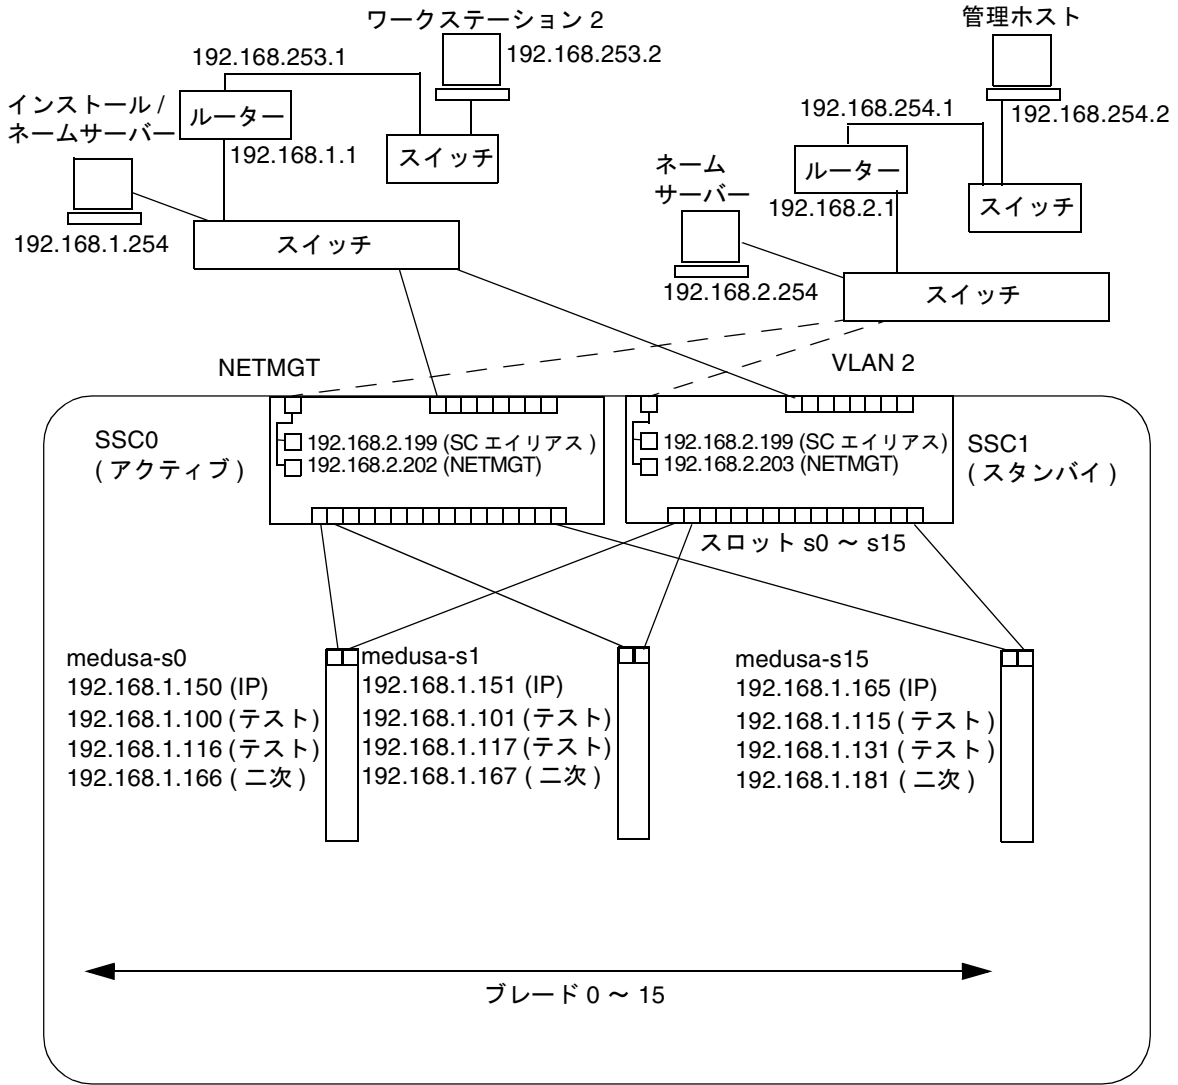 ワークステーション 2
管理ホスト
192.168.253.1
192.168.253.2
インストール /
ネームサーバー
ルーター
192.168.254.1
192.168.254.2
192.168.1.1
スイッチ
ネーム
サーバー
ルーター
192.168.2.1
スイッチ
192.168.1.254
スイッチ
192.168.2.254
スイッチ
NETMGT
VLAN 2
SSC0
( アクティブ )
192.168.2.199 (SC エイリアス )
192.168.2.202 (NETMGT)
192.168.2.199 (SC エイリアス)
192.168.2.203 (NETMGT)
SSC1
( スタンバイ )
スロット s0 ～ s15
medusa-s0
192.168.1.150 (IP)
192.168.1.100 (テスト)
192.168.1.116 (テスト)
192.168.1.166 ( 二次 )
medusa-s1
192.168.1.151 (IP)
192.168.1.101 (テスト)
192.168.1.117 (テスト)
192.168.1.167 ( 二次 )
medusa-s15
192.168.1.165 (IP)
192.168.1.115 ( テスト )
192.168.1.131 ( テスト )
192.168.1.181 ( 二次 )
ブレード 0 ～ 15